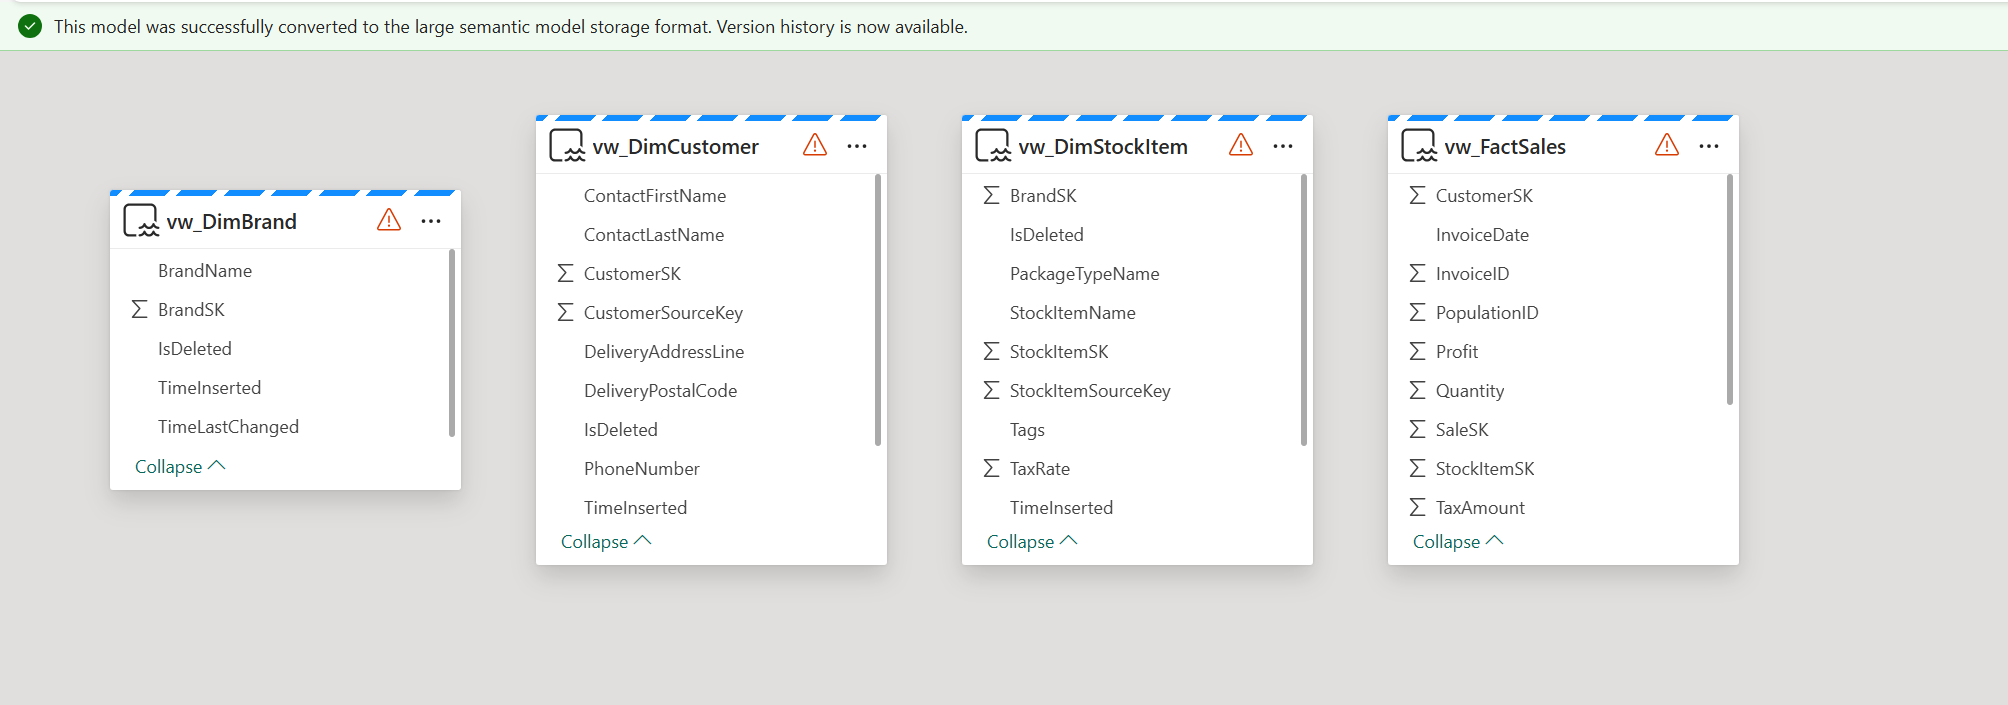 This model was successfully converted to the large semantic model storage format. Version history is now available.
vw_DimBrand
BrandName
BrandSK
IsDeleted
TimeInserted
TimeLastChanged
Collapse
vw_DimCustomer
ContactFirstName
ContactLastName
CustomerSK
CustomerSourceKey
DeliveryAddressLine
DeliveryPostalCode
IsDeleted
PhoneNumber
TimeInserted
Collapse
vw_DimStockItem
BrandSK
IsDeleted
PackageTypeName
StockItemName
StockItemSK
StockItemSourceKey
Tags
TaxRate
TimeInserted
Collapse
vw_FactSales
CustomerSK
InvoiceDate
InvoiceID
PopulationID
Profit
Quantity
SaleSK
StockItemSK
TaxAmount
Collapse